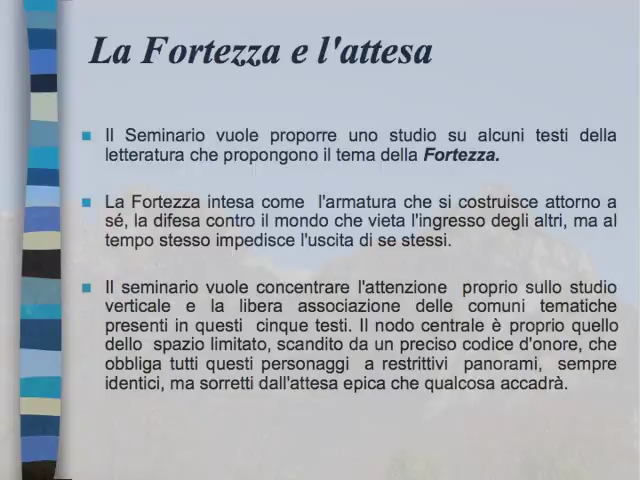 La Fortezza e l'attesa
Il Seminario vuole proporre uno studio su alcuni testi della
letteratura che propongono il tema della Fortezza.
La Fortezza intesa come l'armatura che si costruisce attorno a
sé, la difesa contro il mondo che vieta l'ingresso degli altri, ma al
tempo stesso impedisce l'uscita di se stessi.
Il seminario vuole concentrare l'attenzione proprio sullo studio
verticale e la libera associazione delle comuni tematiche
presenti in questi cinque testi. Il nodo centrale è proprio quello
dello spazio limitato, scandito da un preciso codice d'onore, che
obbliga tutti questi personaggi a restrittivi panorami, sempre
identici, ma sorretti dall'attesa epica che qualcosa accadrà.